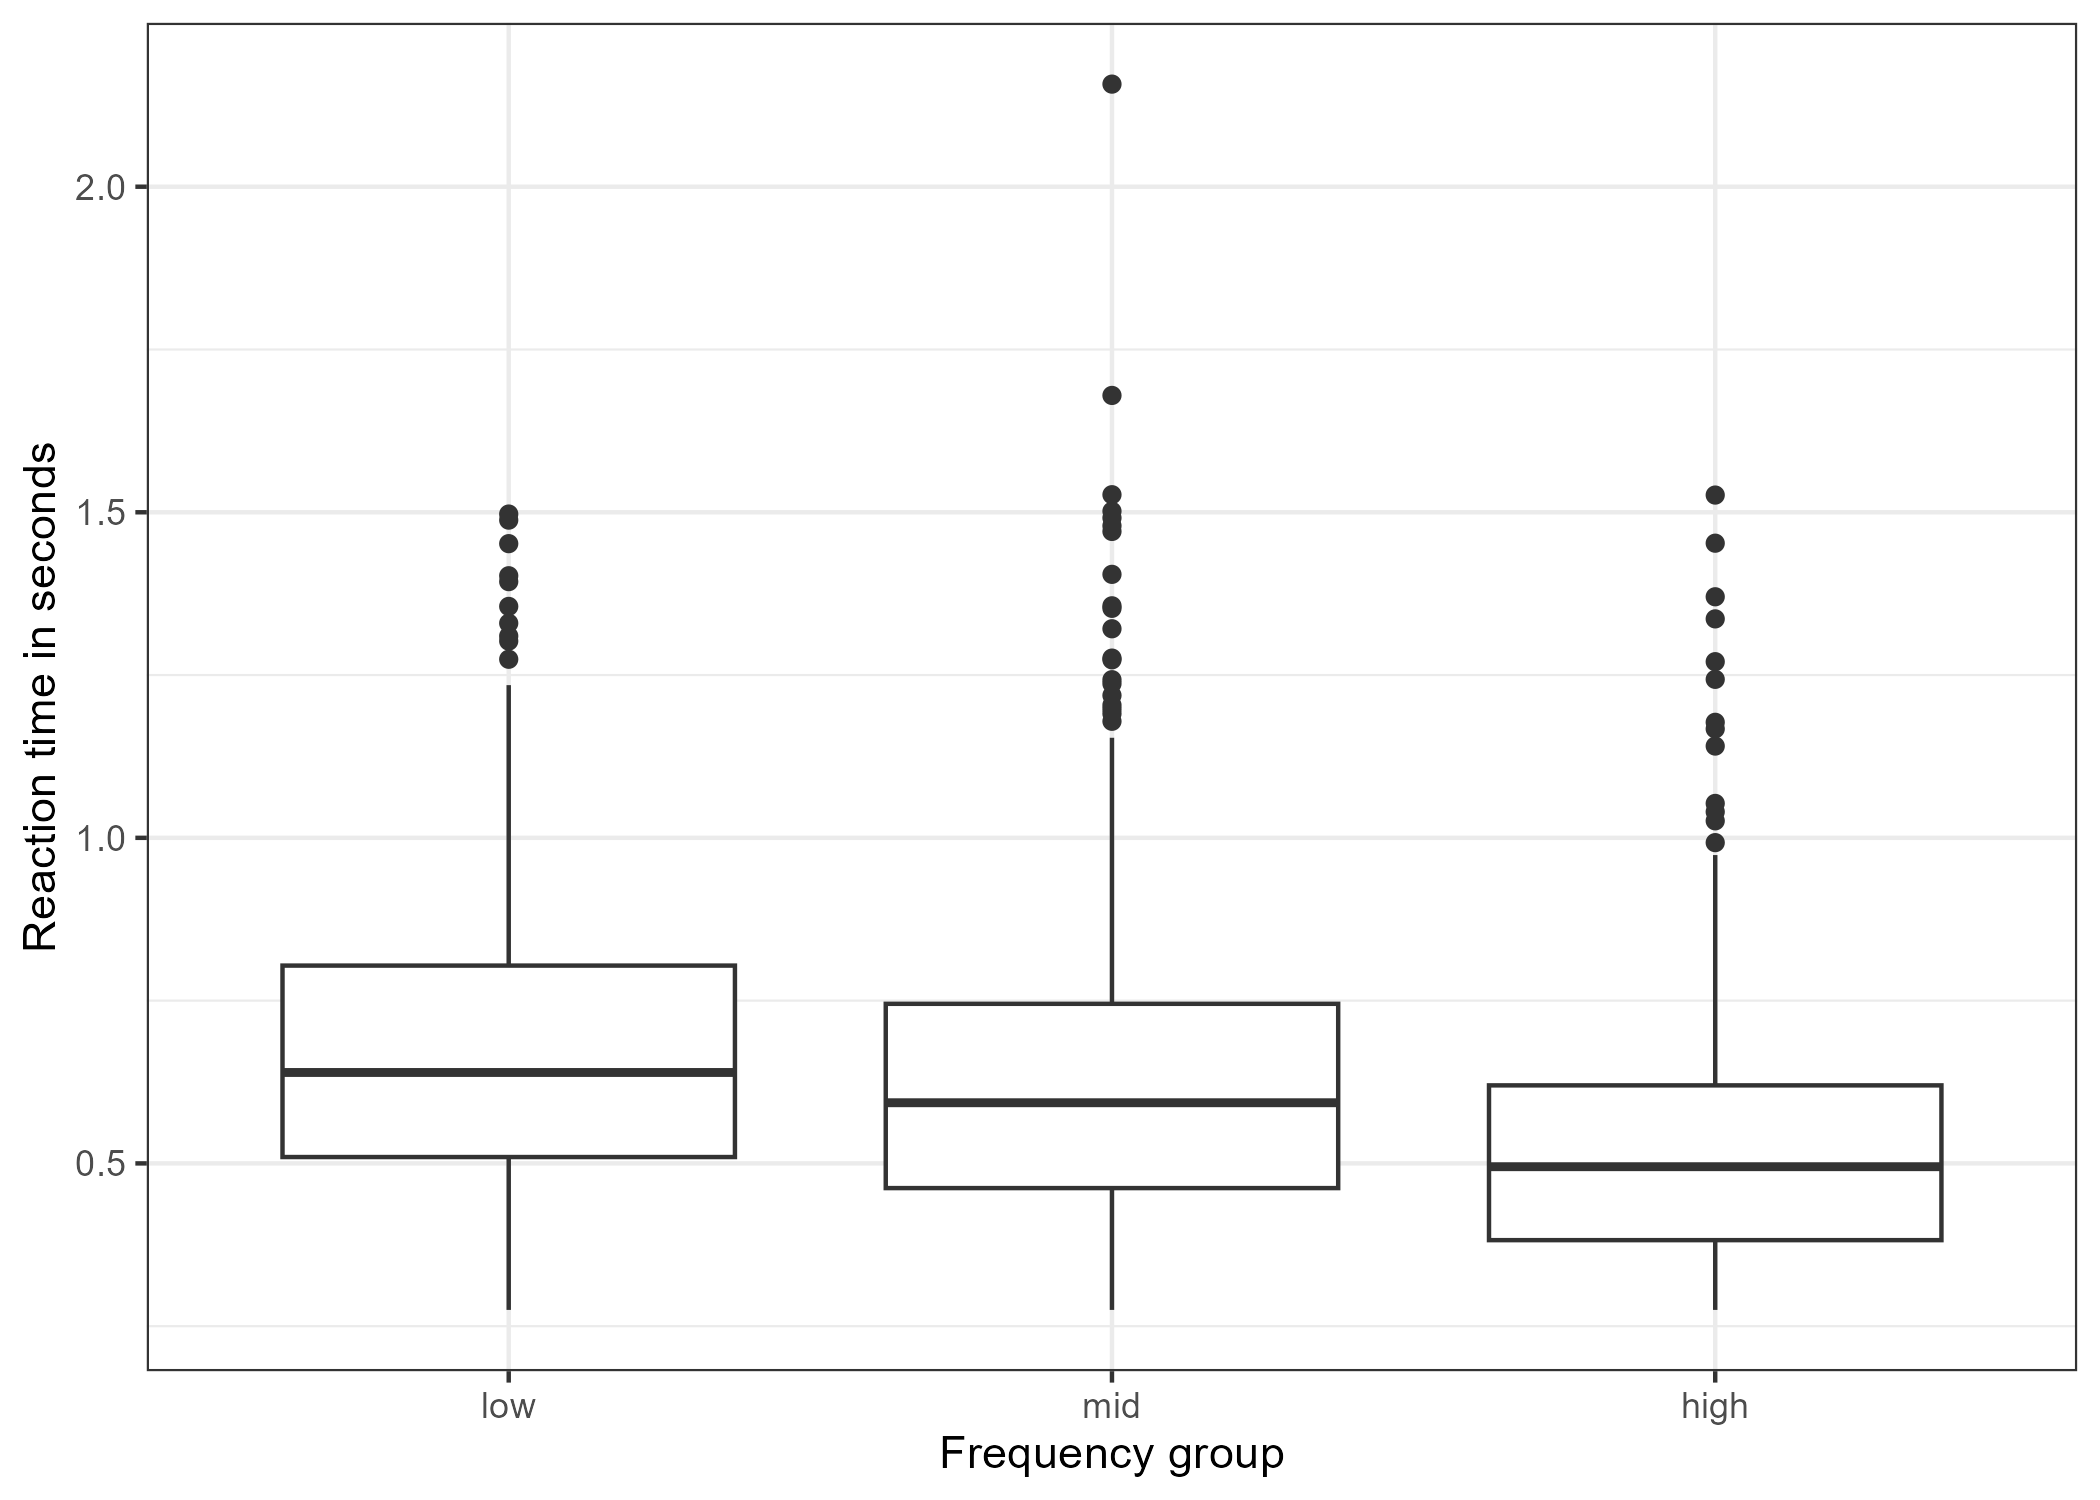 Reaction time in seconds
2.0
1.5
1.0
0.5
low mid high
Frequency group